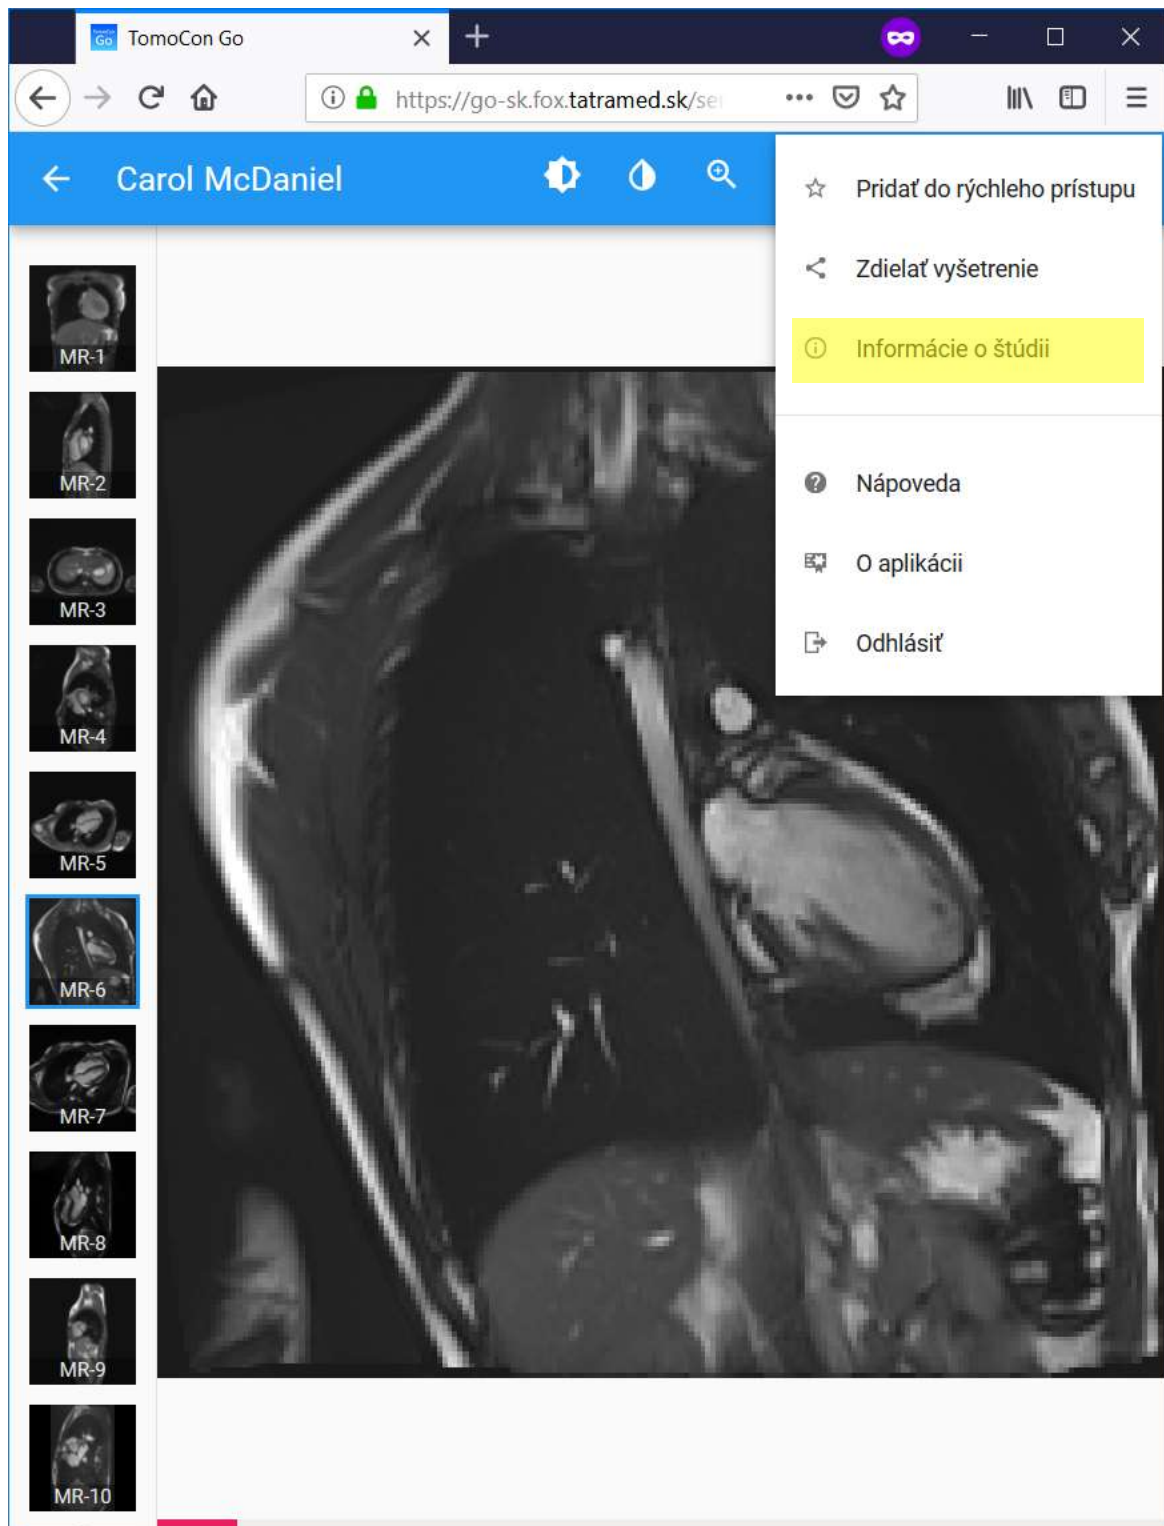 Go TomoCon Go
https://go-sk.fox.tatramed.sk/se
Carol McDaniel
Pridať do rýchleho prístupu
Zdielať vyšetrenie
Informácie o štúdii
Nápoveda
O aplikácii
Odhlásiť
MR-1
MR-2
MR-3
MR-4
MR-5
MR-6
MR-7
MR-8
MR-9
MR-10